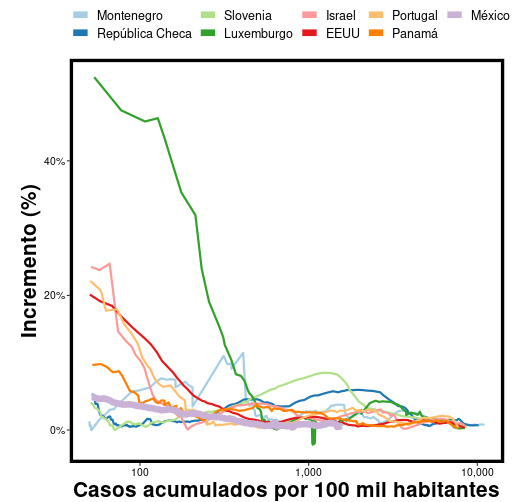 Montenegro Slovenia Israel Portugal México
República Checa Luxemburgo EEUU Panamá
Incremento (%)
40%
20%
0%
100 1,000 10,000
Casos acumulados por 100 mil habitantes